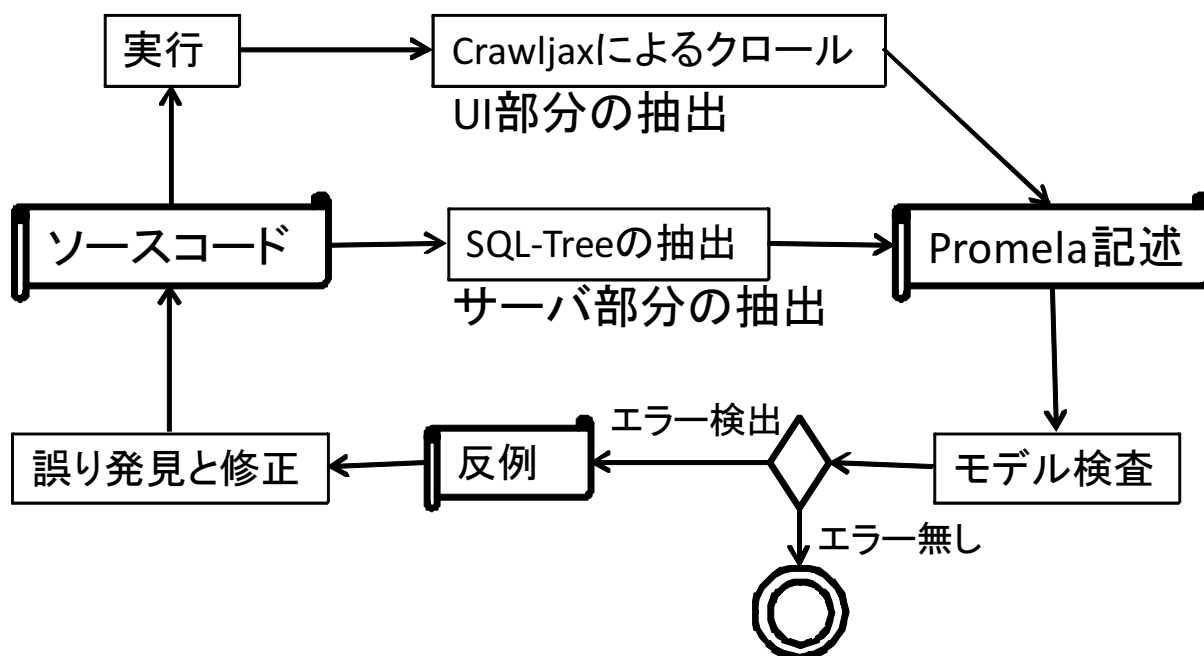 実行
Crawljaxによるクロール
UI部分の抽出
ソースコード
SQL-Treeの抽出
Promela記述
サーバ部分の抽出
エラー検出
誤り発見と修正
反例
モデル検査
エラー無し